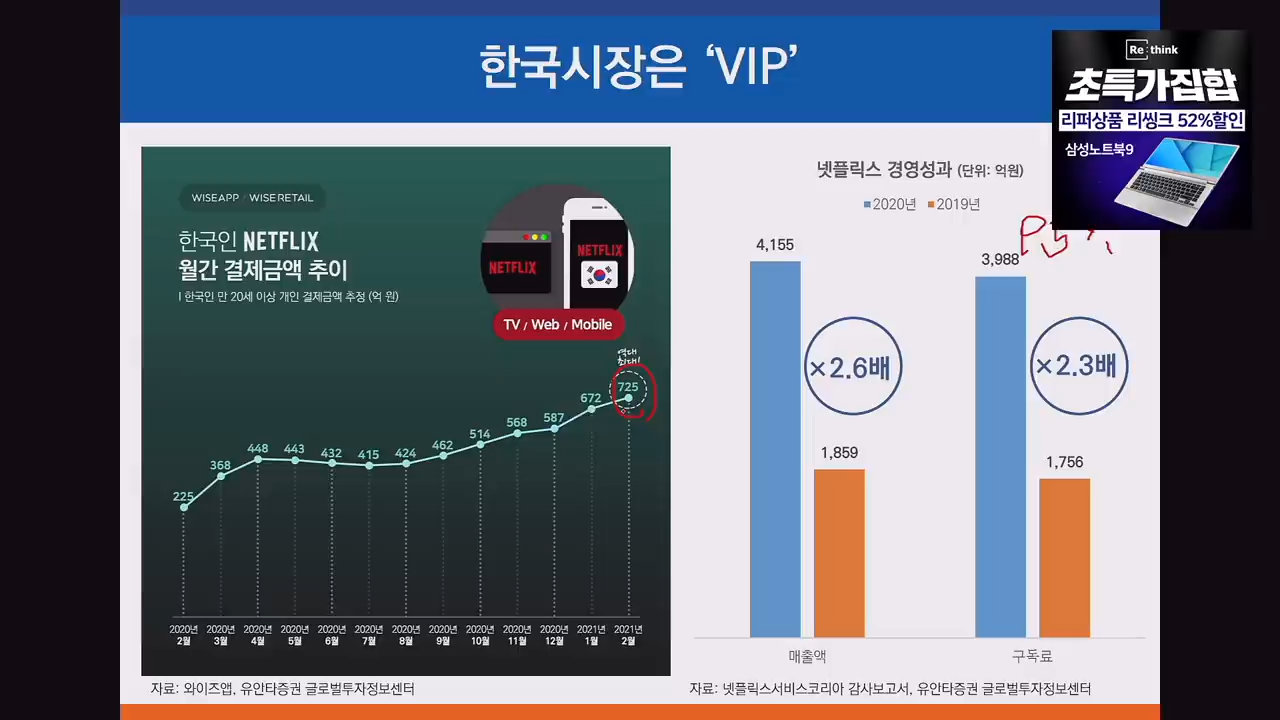 한국시장은 ‘VIP’
Re:think
초특가집합
리퍼상품 리씽크 52%할인
삼성노트북9
WISEAPP / WISERETAIL
한국인 NETFLIX
월간 결제금액 추이
I 한국인 만 20세 이상 개인 결제금액 추정 (억 원)
NETFLIX
NETFLIX
TV / Web / Mobile
역대
최대!
225
368
448
443
432
415
424
462
514
568
587
672
725
2020년
2월
2020년
3월
2020년
4월
2020년
5월
2020년
6월
2020년
7월
2020년
8월
2020년
9월
2020년
10월
2020년
11월
2020년
12월
2021년
1월
2021년
2월
자료: 와이즈앱, 유안타증권 글로벌투자정보센터
넷플릭스 경영성과 (단위: 억원)
2020년 2019년
4,155
1,859
×2.6배
매출액
3,988
1,756
×2.3배
구독료
자료: 넷플릭스서비스코리아 감사보고서, 유안타증권 글로벌투자정보센터